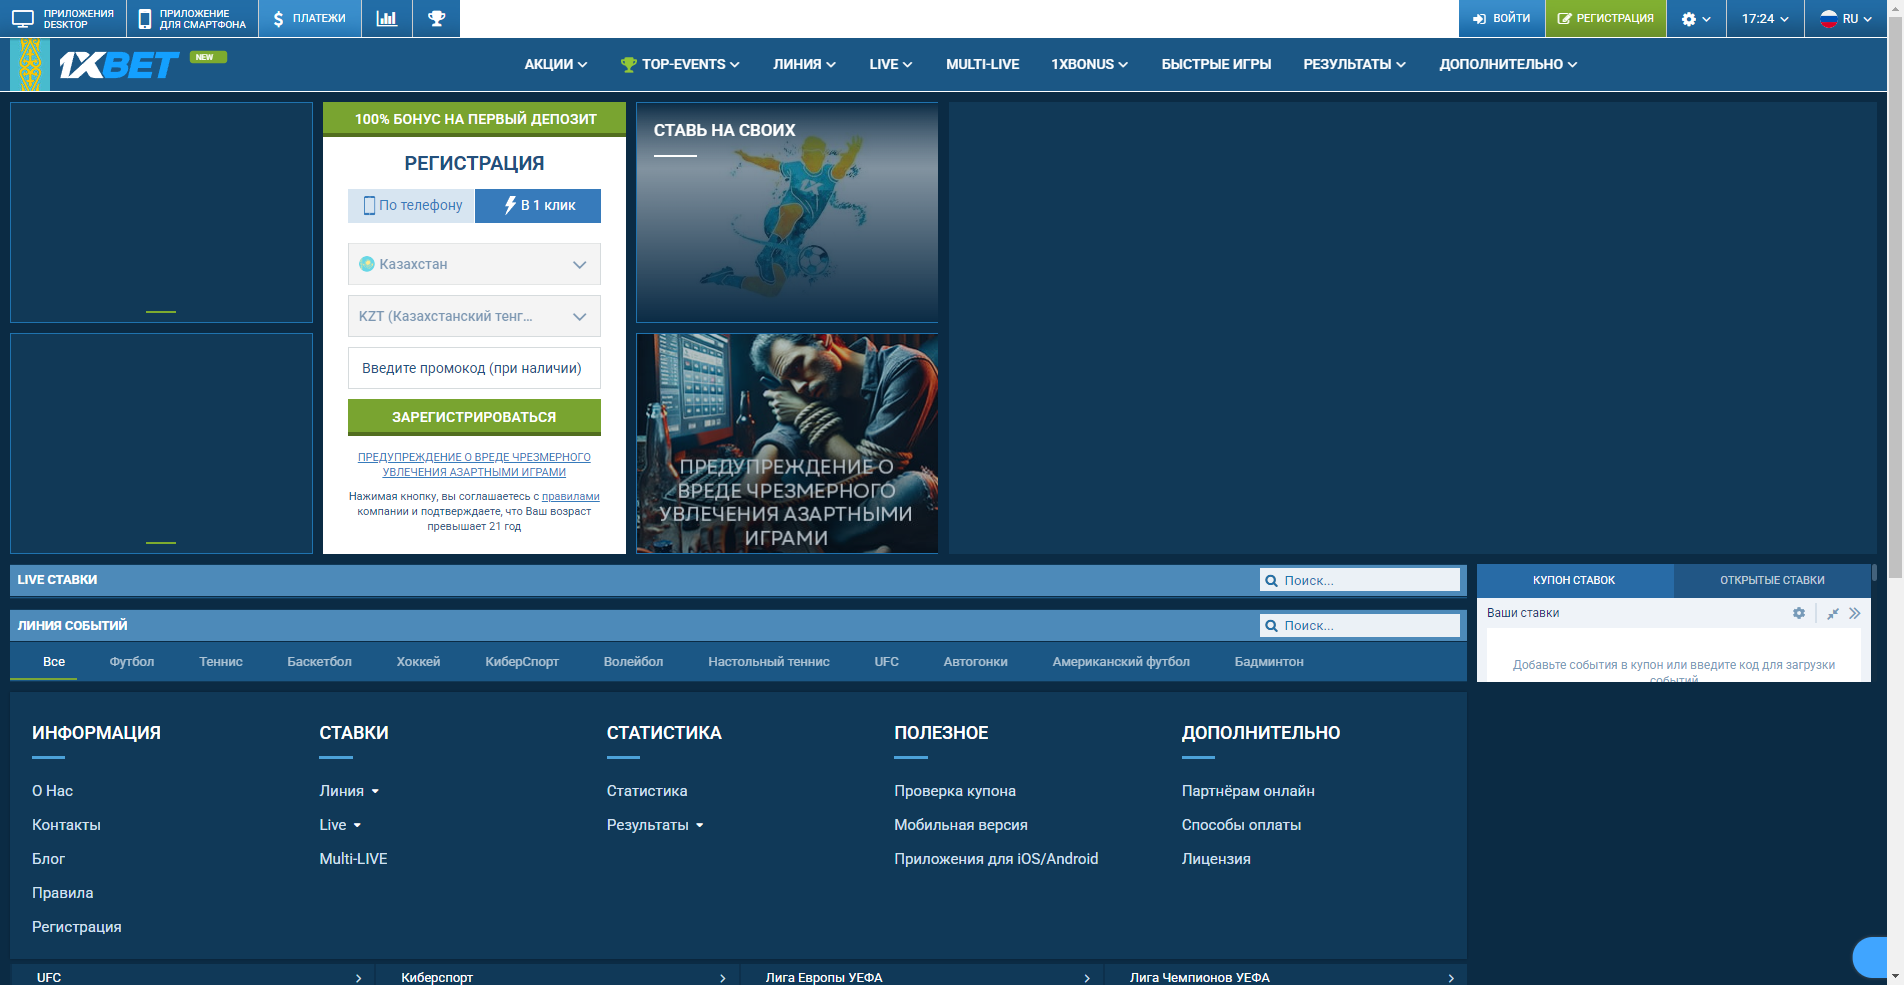 ПРИЛОЖЕНИЯ
DESKTOP
ПРИЛОЖЕНИЕ
ДЛЯ СМАРТФОНА
ПЛАТЕЖИ
ВОЙТИ
РЕГИСТРАЦИЯ
17:24
RU
1XBET
NEW
АКЦИИ
TOP-EVENTS
ЛИНИЯ
LIVE
MULTI-LIVE
1XBONUS
БЫСТРЫЕ ИГРЫ
РЕЗУЛЬТАТЫ
ДОПОЛНИТЕЛЬНО
100% БОНУС НА ПЕРВЫЙ ДЕПОЗИТ
РЕГИСТРАЦИЯ
По телефону
В 1 клик
Казахстан
KZT (Казахстанский тенг...
Введите промокод (при наличии)
ЗАРЕГИСТРИРОВАТЬСЯ
ПРЕДУПРЕЖДЕНИЕ О ВРЕДЕ ЧРЕЗМЕРНОГО
УВЛЕЧЕНИЯ АЗАРТНЫМИ ИГРАМИ
Нажимая кнопку, вы соглашаетесь с правилами
компании и подтверждаете, что Ваш возраст
превышает 21 год
СТАВЬ НА СВОИХ
1X
ПРЕДУПРЕЖДЕНИЕ О
ВРЕДЕ ЧРЕЗМЕРНОГО
УВЛЕЧЕНИЯ АЗАРТНЫМИ
ИГРАМИ
LIVE СТАВКИ
Поиск...
ЛИНИЯ СОБЫТИЙ
Поиск...
Все
Футбол
Теннис
Баскетбол
Хоккей
КиберСпорт
Волейбол
Настольный теннис
UFC
Автогонки
Американский футбол
Бадминтон
КУПОН СТАВОК
ОТКРЫТЫЕ СТАВКИ
Ваши ставки
Добавьте события в купон или введите код для загрузки
событий
ИНФОРМАЦИЯ
О Нас
Контакты
Блог
Правила
Регистрация
СТАВКИ
Линия
Live
Multi-LIVE
СТАТИСТИКА
Статистика
Результаты
ПОЛЕЗНОЕ
Проверка купона
Мобильная версия
Приложения для iOS/Android
ДОПОЛНИТЕЛЬНО
Партнёрам онлайн
Способы оплаты
Лицензия
UFC
Киберспорт
Лига Европы УЕФА
Лига Чемпионов УЕФА